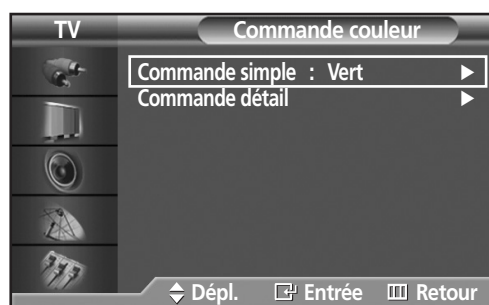 TV Commande couleur
Commande simple : Vert ▶
Commande détail ▶
Dépl. Entrée Retour